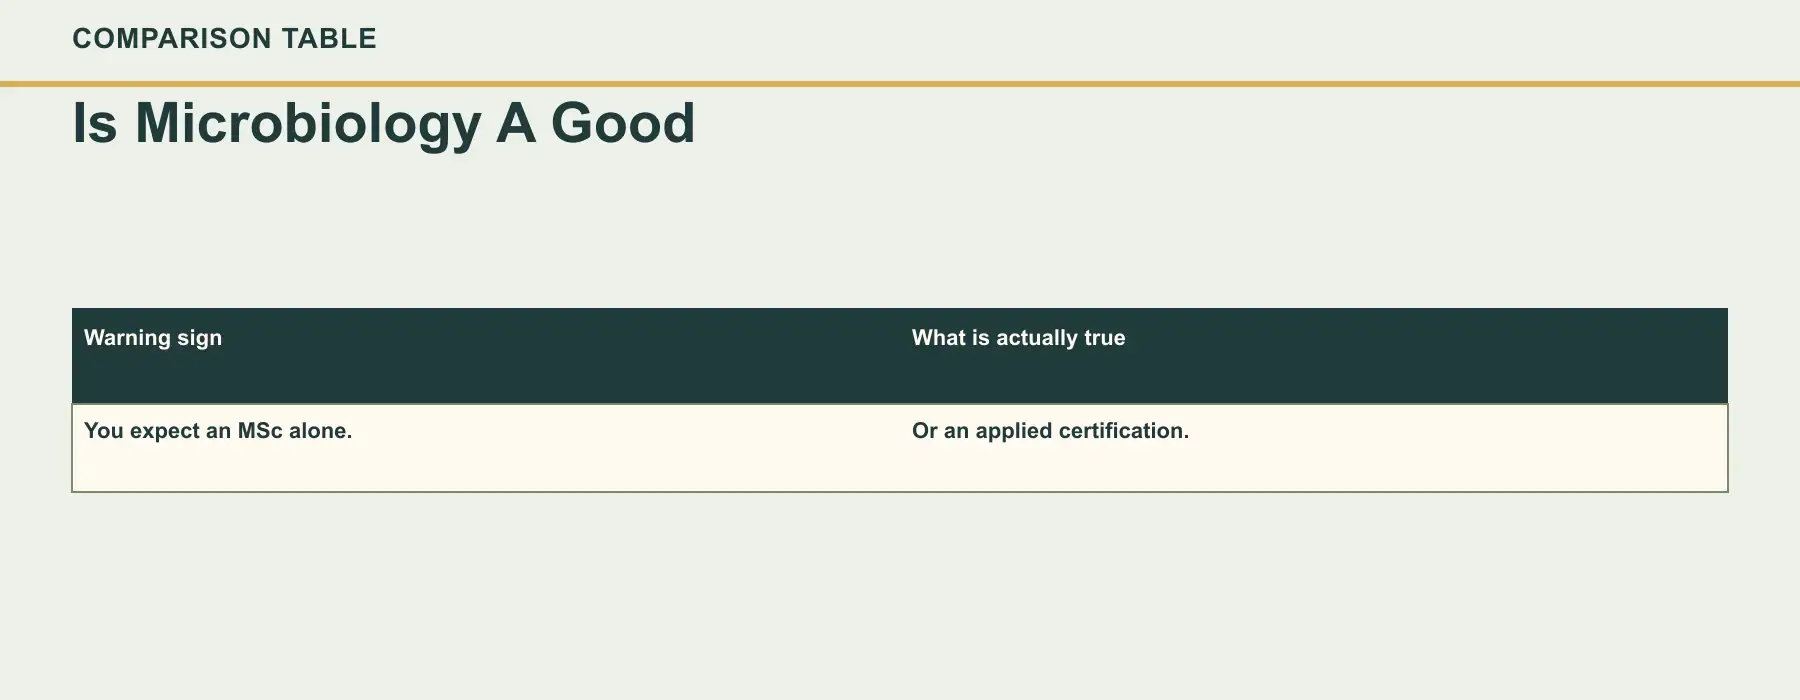 COMPARISON TABLE
Is Microbiology A Good
Warning sign What is actually true
You expect an MSc alone. Or an applied certification.